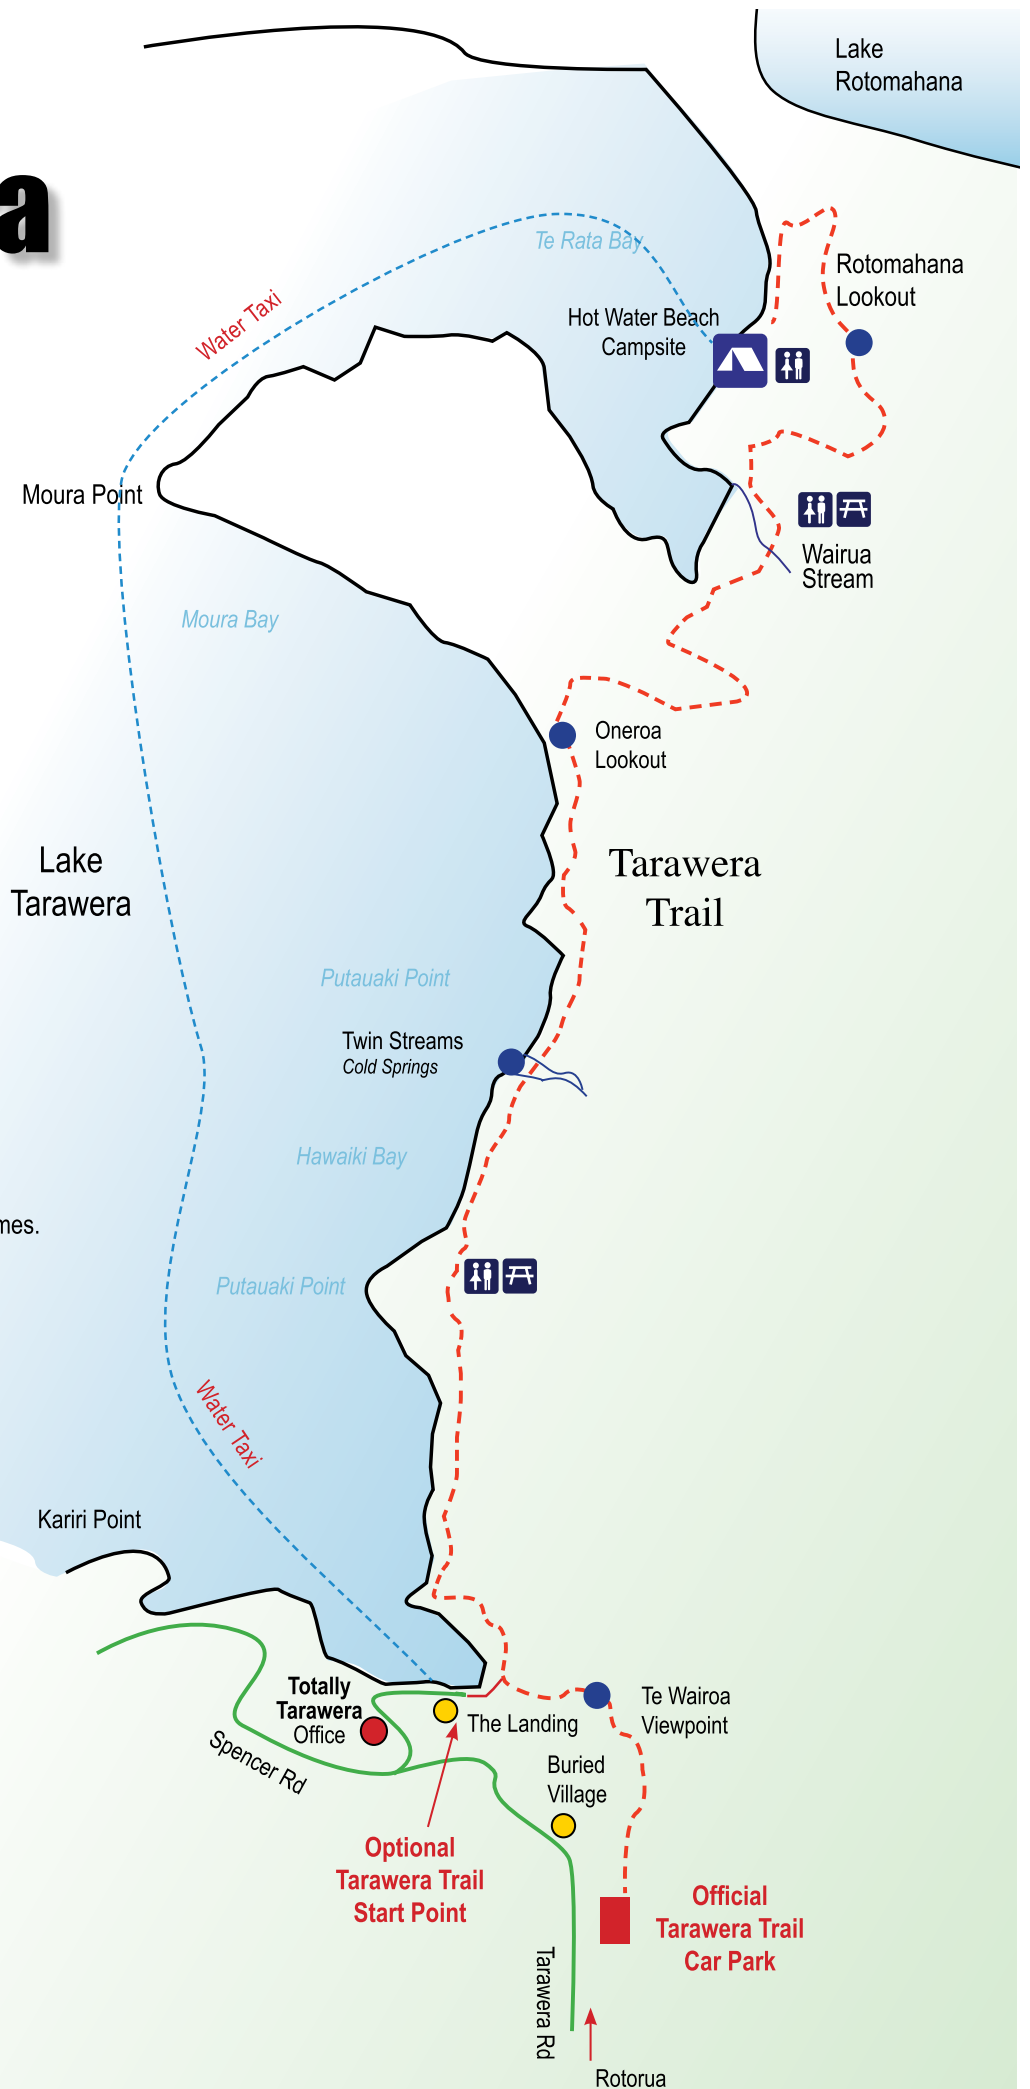 Lake
Rotomahana
a
Te Rata Bay
Rotomahana
Lookout
Water Taxi
Hot Water Beach
Campsite
Moura Point
Wairua
Stream
Moura Bay
Oneroa
Lookout
Lake
Tarawera
Tarawera
Trail
Putauaki Point
Twin Streams
Cold Springs
Hawaiki Bay
mes.
Putauaki Point
Water Taxi
Kariri Point
Totally
Tarawera
Office
Te Wairoa
Viewpoint
The Landing
Spencer Rd
Buried
Village
Optional
Tarawera Trail
Start Point
Official
Tarawera Trail
Car Park
Tarawera Rd
Rotorua